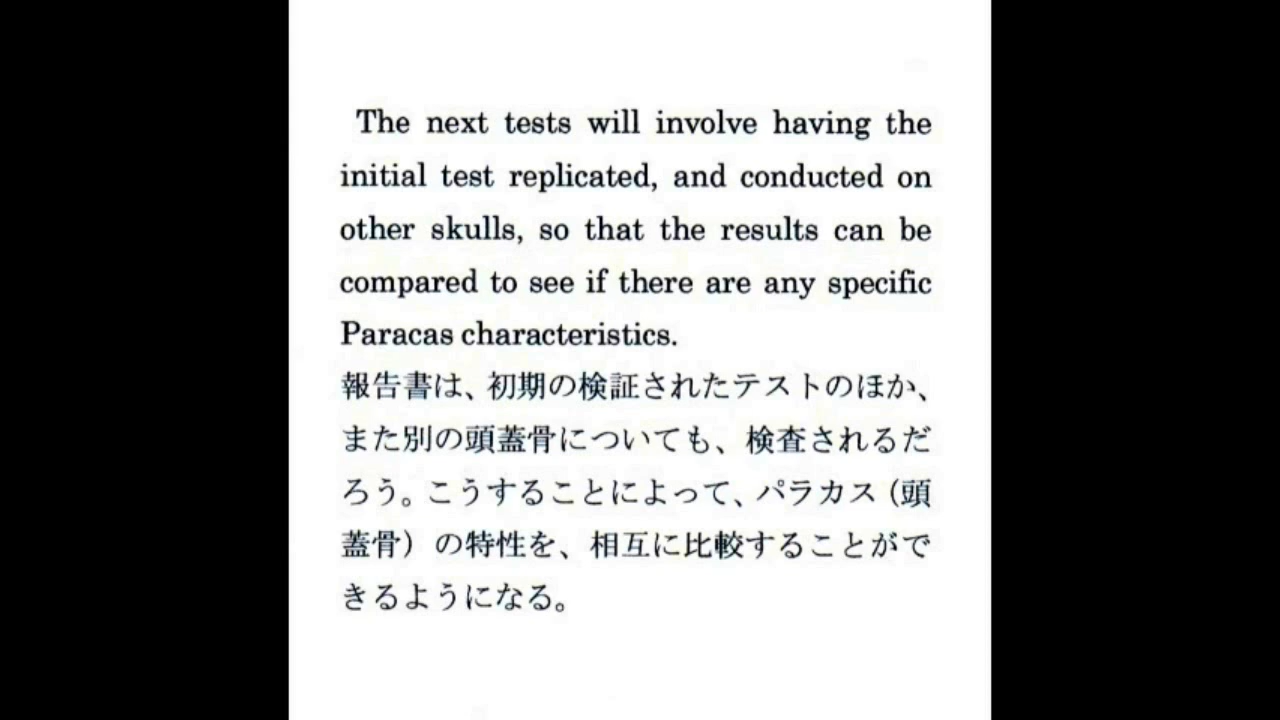 The next tests will involve having the
initial test replicated, and conducted on
other skulls, so that the results can be
compared to see if there are any specific
Paracas characteristics.
報告書は、初期の検証されたテストのほか、
また別の頭蓋骨についても、検査されるだ
ろう。こうすることによって、パラカス（頭
蓋骨）の特性を、相互に比較することがで
きるようになる。